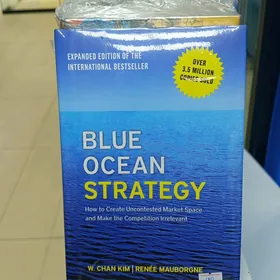 EXPANDED EDITION OF THE
INTERNATIONAL BESTSELLER
OVER
3.5 MILLION
COPIES SOLD
BLUE
OCEAN
STRATEGY
How to Create Uncontested Market Space
and Make the Competition Irrelevant
W. CHAN KIM | RENÉE MAUBORGNE